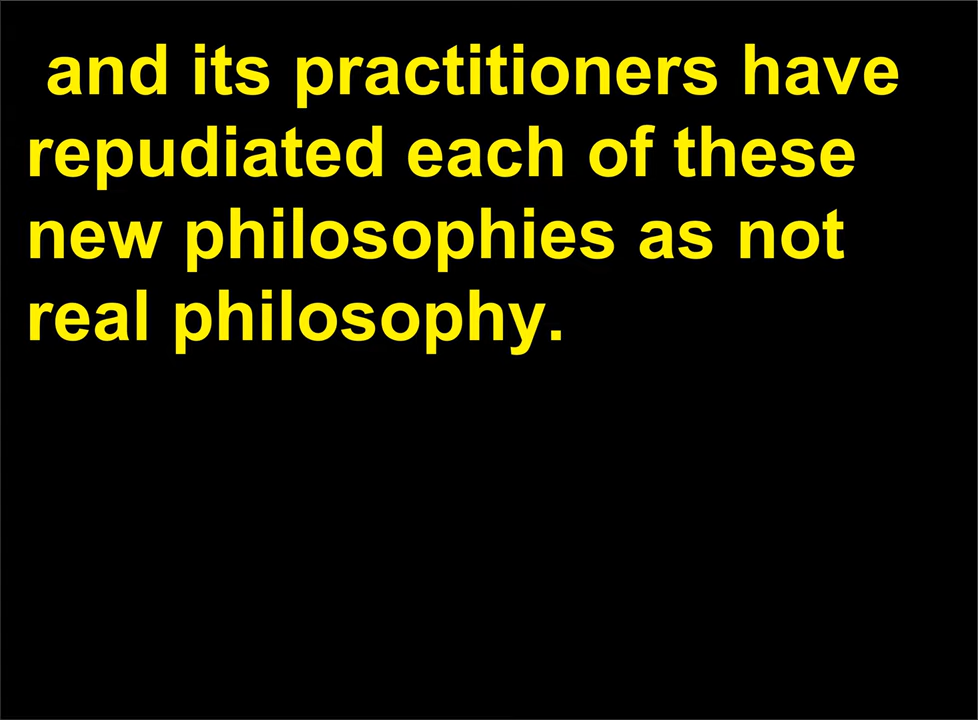 and its practitioners have
repudiated each of these
new philosophies as not
real philosophy.